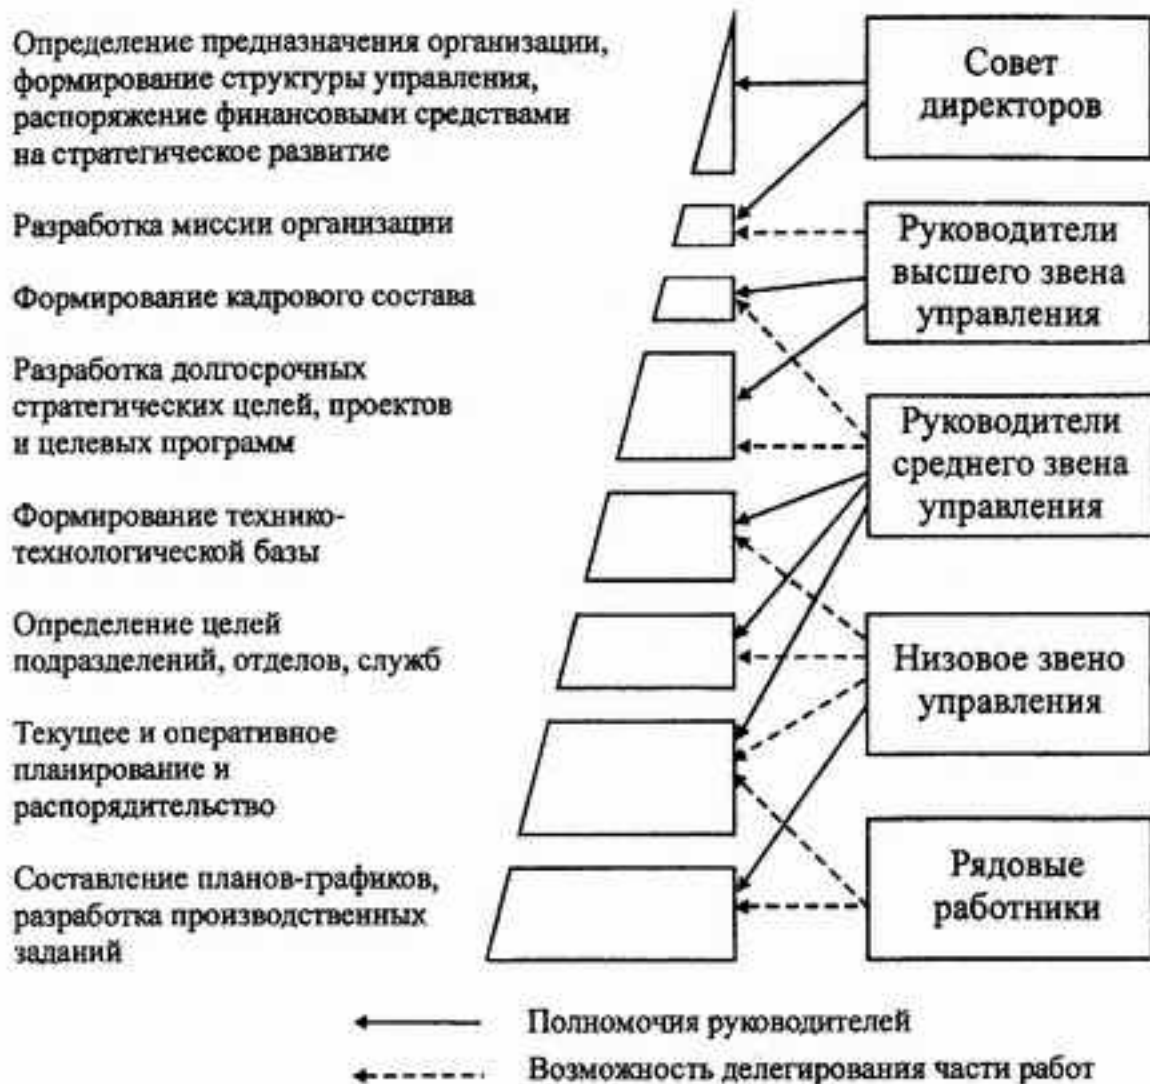 Определение предназначения организации,
формирование структуры управления,
распоряжение финансовыми средствами
на стратегическое развитие
Разработка миссии организации
Формирование кадрового состава
Разработка долгосрочных
стратегических целей, проектов
и целевых программ
Формирование технико-
технологической базы
Определение целей
подразделений, отделов, служб
Текущее и оперативное
планирование и
распорядительство
Составление планов-графиков,
разработка производственных
заданий
Совет
директоров
Руководители
высшего звена
управления
Руководители
среднего звена
управления
Низовое звено
управления
Рядовые
работники
Полномочия руководителей
Возможность делегирования части работ